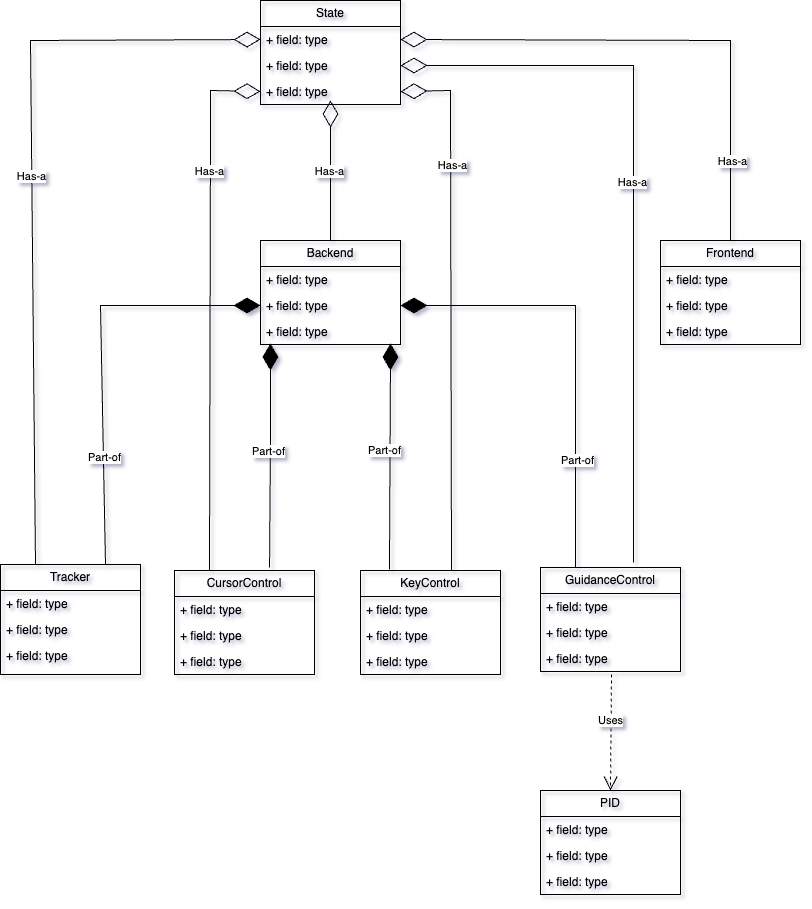 State
+ field: type
+ field: type
+ field: type
Has-a
Has-a
Has-a
Has-a
Has-a
Has-a
Backend
+ field: type
+ field: type
+ field: type
Frontend
+ field: type
+ field: type
+ field: type
Part-of
Part-of
Part-of
Part-of
Tracker
+ field: type
+ field: type
+ field: type
CursorControl
+ field: type
+ field: type
+ field: type
KeyControl
+ field: type
+ field: type
+ field: type
GuidanceControl
+ field: type
+ field: type
+ field: type
Uses
PID
+ field: type
+ field: type
+ field: type